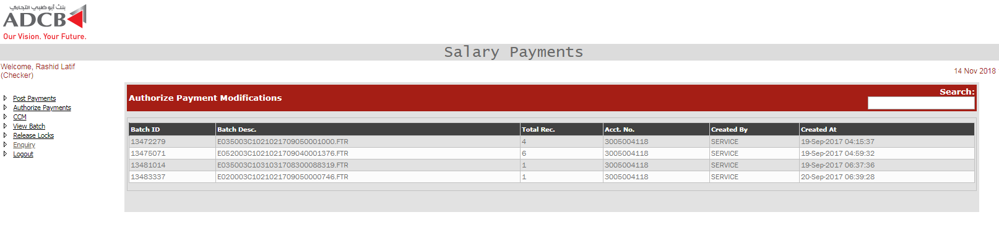 بنك أبوظبي التجاري
ADCB
Our Vision. Your Future.
Salary Payments
Welcome, Rashid Latif
(Checker)
14 Nov 2018
Post Payments
Authorize Payments
CCM
View Batch
Release Locks
Enquiry
Logout
Authorize Payment Modifications
Search:
Batch ID Batch Desc. Total Rec. Acct. No. Created By Created At
13472279 E035003C1021021709050001000.FTR 4 3005004118 SERVICE 19-Sep-2017 04:15:37
13475071 E052003C1021021709040001376.FTR 6 3005004118 SERVICE 19-Sep-2017 04:59:32
13481014 E035003C1031031708300088319.FTR 1 3005004118 SERVICE 19-Sep-2017 06:37:36
13483337 E020003C1021021709050000746.FTR 1 3005004118 SERVICE 20-Sep-2017 06:39:28